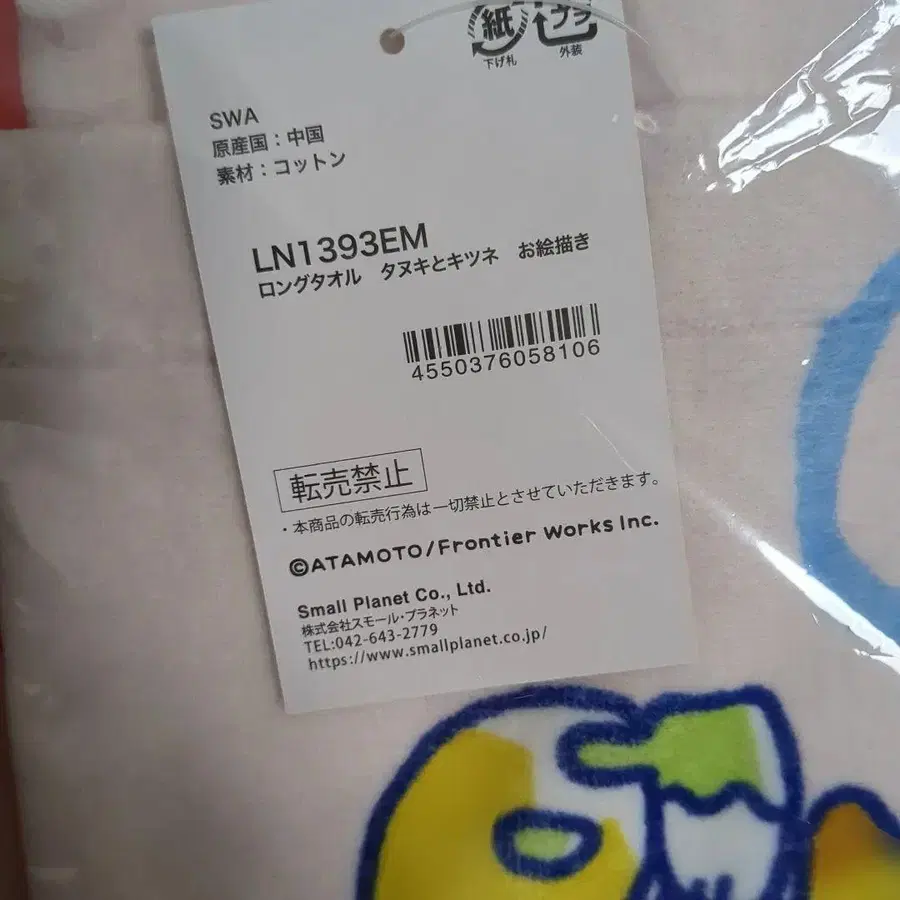 紙 プラ
下げ札 外装
SWA
原産国：中国
素材：コットン
LN1393EM
ロングタオル　タヌキとキツネ　お絵描き
4550376058106
転売禁止
・本商品の転売行為は一切禁止とさせていただきます。
©ATAMOTO/Frontier Works Inc.
Small Planet Co., Ltd.
株式会社スモール・プラネット
TEL:042-643-2779
https://www.smallplanet.co.jp/